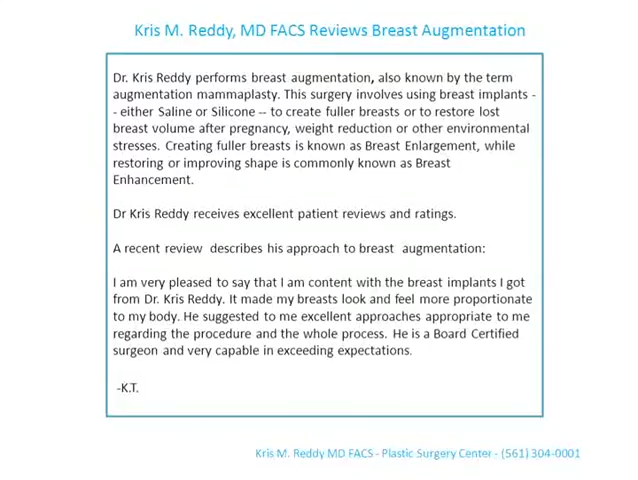 Kris M. Reddy, MD FACS Reviews Breast Augmentation
Dr. Kris Reddy performs breast augmentation, also known by the term
augmentation mammaplasty. This surgery involves using breast implants -
- either Saline or Silicone -- to create fuller breasts or to restore lost
breast volume after pregnancy, weight reduction or other environmental
stresses. Creating fuller breasts is known as Breast Enlargement, while
restoring or improving shape is commonly known as Breast
Enhancement.
Dr Kris Reddy receives excellent patient reviews and ratings.
A recent review describes his approach to breast augmentation:
I am very pleased to say that I am content with the breast implants I got
from Dr. Kris Reddy. It made my breasts look and feel more proportionate
to my body. He suggested to me excellent approaches appropriate to me
regarding the procedure and the whole process. He is a Board Certified
surgeon and very capable in exceeding expectations.
-K.T.
Kris M. Reddy MD FACS - Plastic Surgery Center - (561) 304-0001